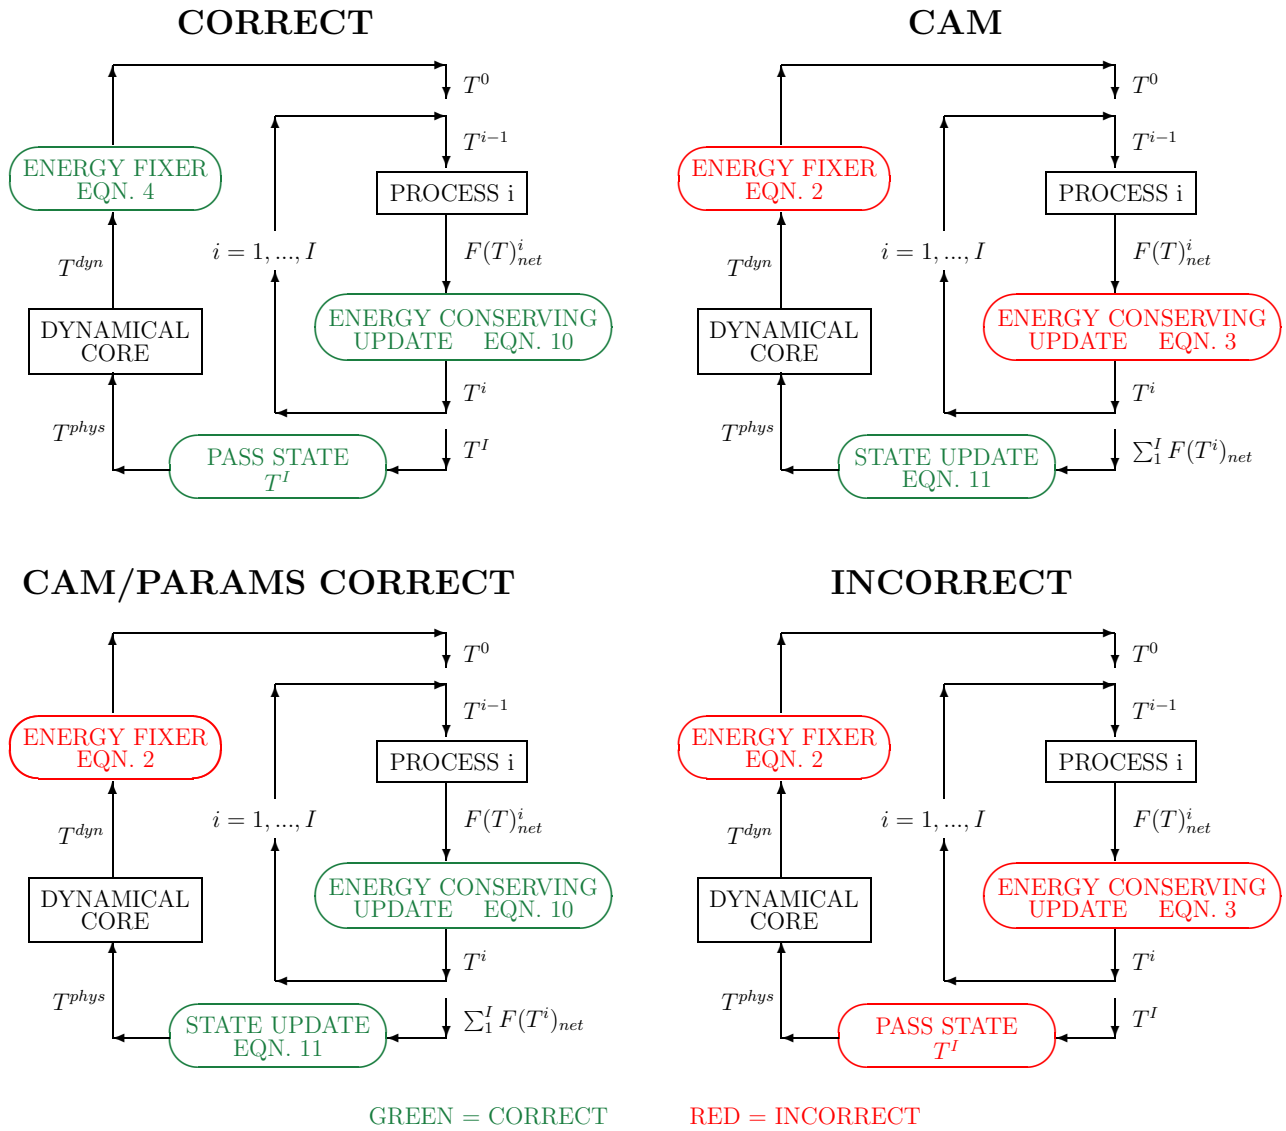 CORRECT
T^0
T^{i-1}
ENERGY FIXER
EQN. 4
PROCESS i
i = 1, ..., I
F(T)^i_{net}
T^{dyn}
DYNAMICAL
CORE
ENERGY CONSERVING
UPDATE EQN. 10
T^i
T^{phys}
PASS STATE
T^I
T^I
CAM
T^0
T^{i-1}
ENERGY FIXER
EQN. 2
PROCESS i
i = 1, ..., I
F(T)^i_{net}
T^{dyn}
DYNAMICAL
CORE
ENERGY CONSERVING
UPDATE EQN. 3
T^i
T^{phys}
STATE UPDATE
EQN. 11
∑_1^I F(T^i)_{net}
CAM/PARAMS CORRECT
T^0
T^{i-1}
ENERGY FIXER
EQN. 2
PROCESS i
i = 1, ..., I
F(T)^i_{net}
T^{dyn}
DYNAMICAL
CORE
ENERGY CONSERVING
UPDATE EQN. 10
T^i
T^{phys}
STATE UPDATE
EQN. 11
∑_1^I F(T^i)_{net}
INCORRECT
T^0
T^{i-1}
ENERGY FIXER
EQN. 2
PROCESS i
i = 1, ..., I
F(T)^i_{net}
T^{dyn}
DYNAMICAL
CORE
ENERGY CONSERVING
UPDATE EQN. 3
T^i
T^{phys}
PASS STATE
T^I
T^I
GREEN = CORRECT
RED = INCORRECT